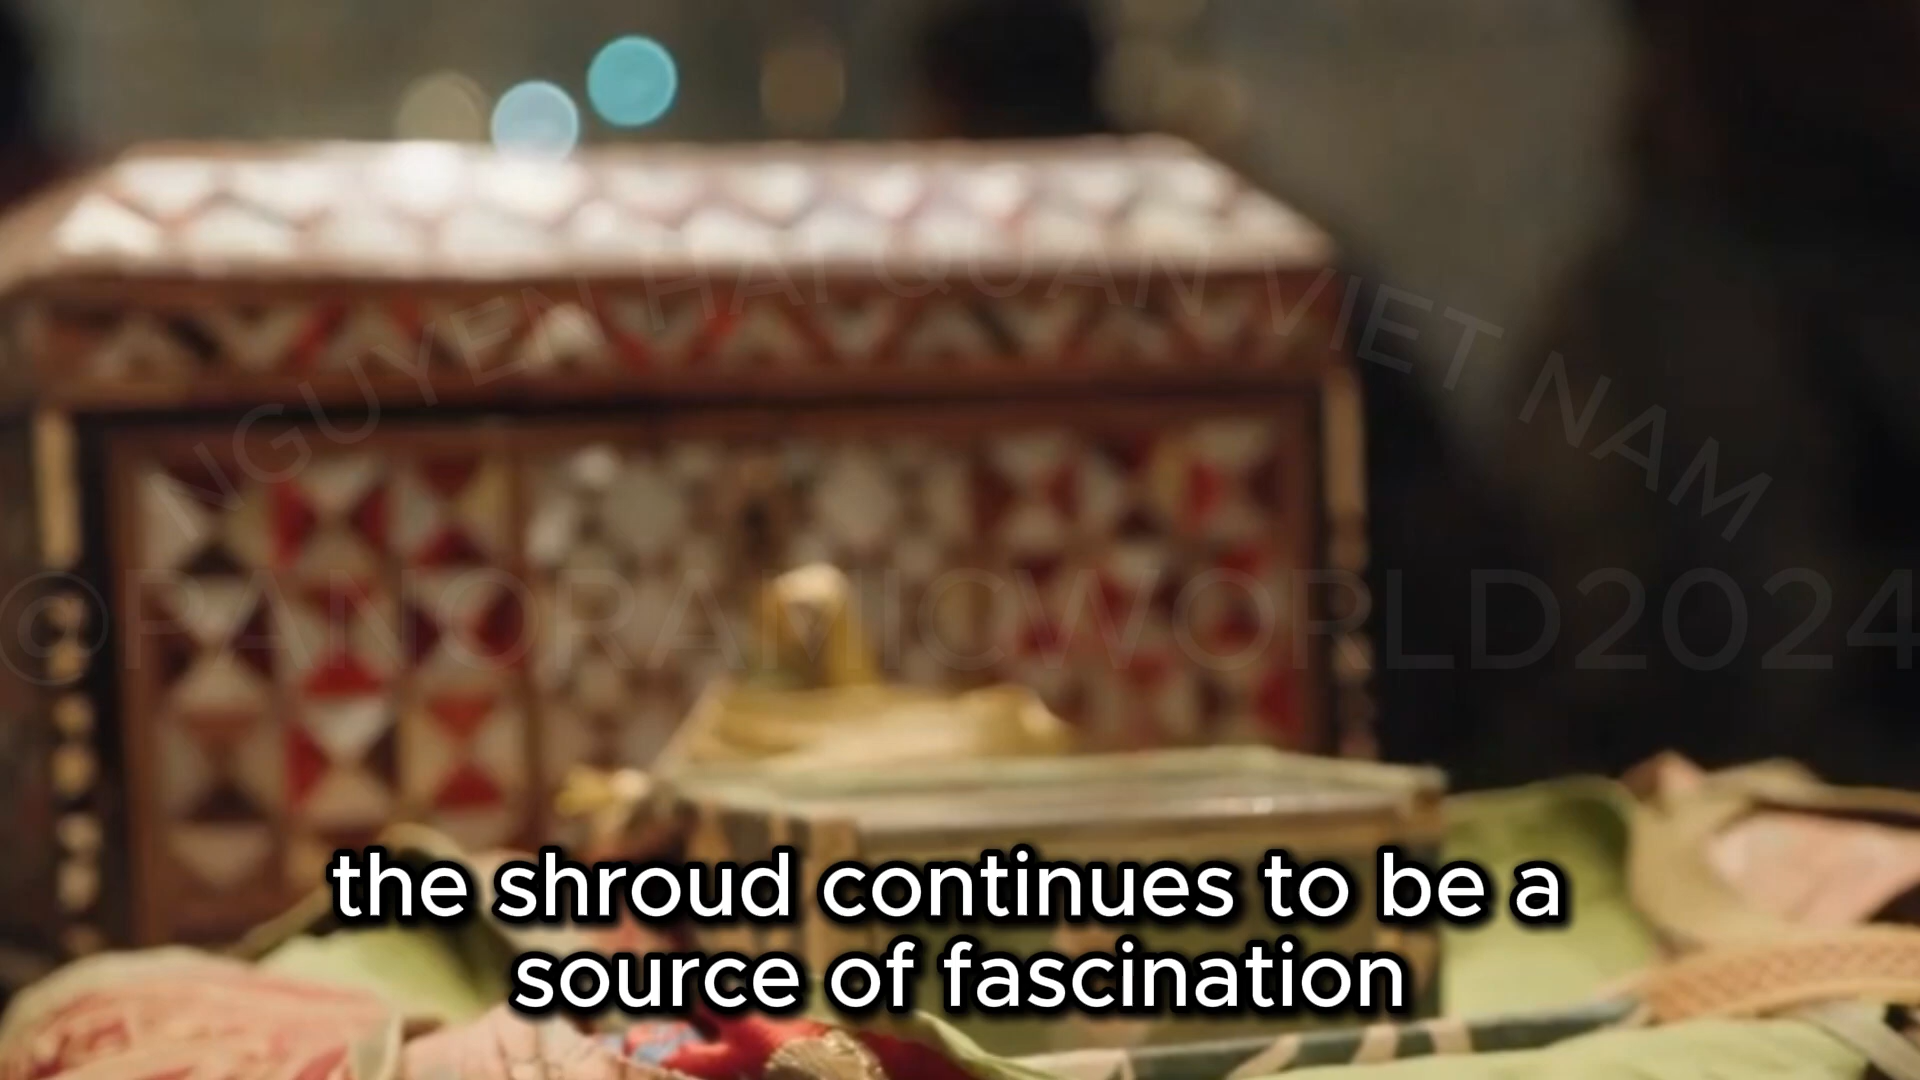 NGUYEN HAI QUAN VIET NAM
@PANORAMICWORLD2024
the shroud continues to be a
source of fascination